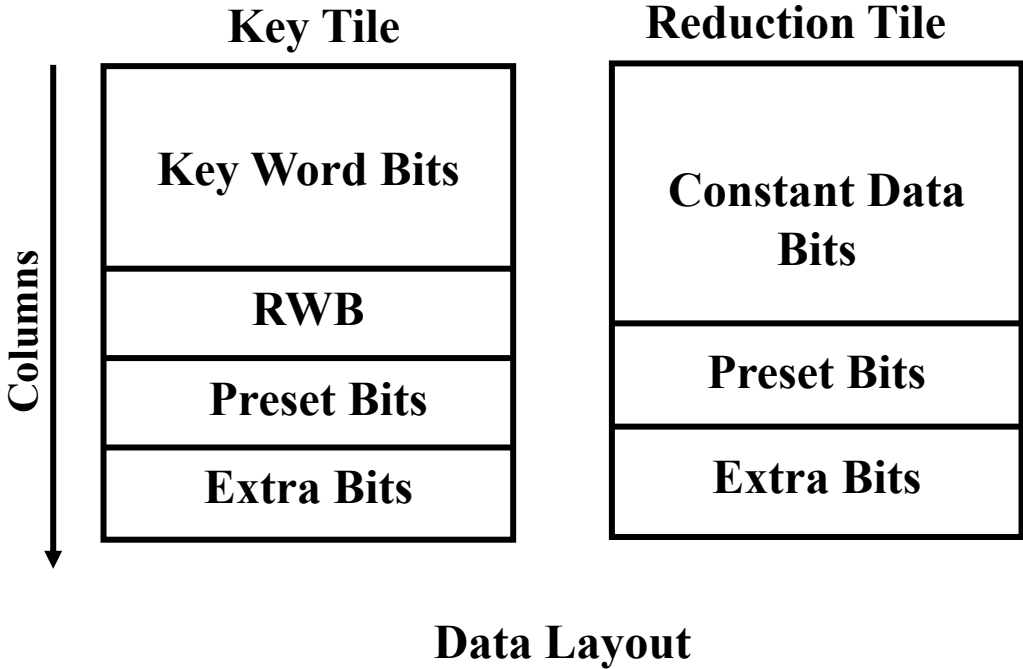 Key Tile
Reduction Tile
Columns
Key Word Bits
RWB
Preset Bits
Extra Bits
Constant Data
Bits
Preset Bits
Extra Bits
Data Layout